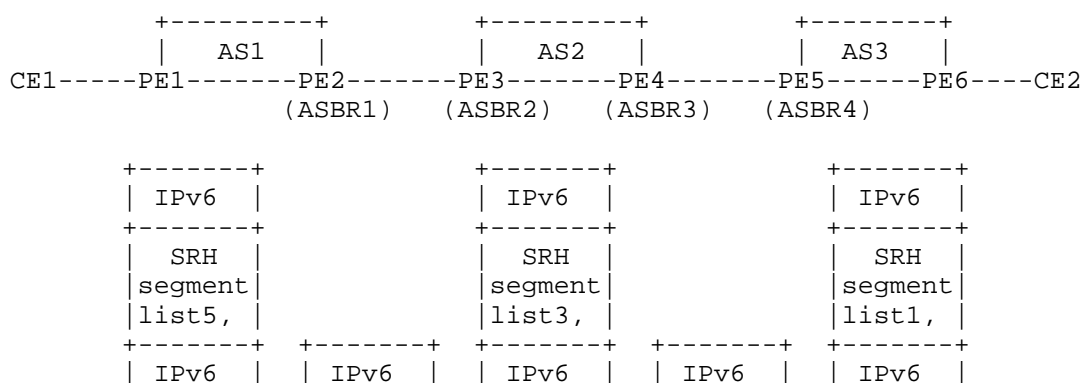 +---------+           +---------+          +--------+
|   AS1   |           |   AS2   |          |  AS3   |
CE1-----PE1-------PE2-------PE3-------PE4-------PE5------PE6----CE2
(ASBR1)   (ASBR2)   (ASBR3)   (ASBR4)
+-------+              +-------+              +-------+
| IPv6  |              | IPv6  |              | IPv6  |
+-------+              +-------+              +-------+
|  SRH  |              |  SRH  |              |  SRH  |
|segment|              |segment|              |segment|
|list5, |              |list3, |              |list1, |
+-------+  +-------+  +-------+  +-------+  +-------+
| IPv6  |  | IPv6  |  | IPv6  |  | IPv6  |  | IPv6  |